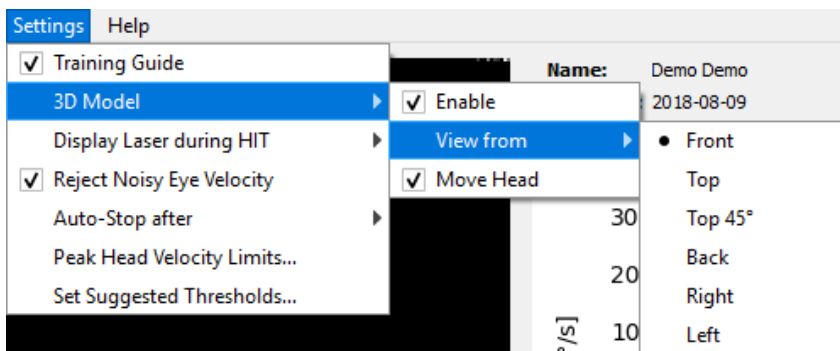 Settings Help
Training Guide
3D Model
Display Laser during HIT
Reject Noisy Eye Velocity
Auto-Stop after
Peak Head Velocity Limits...
Set Suggested Thresholds...
Enable
View from
Move Head
Front
Top
Top 45°
Back
Right
Left
Name: Demo Demo
2018-08-09
30
20
10
/s]